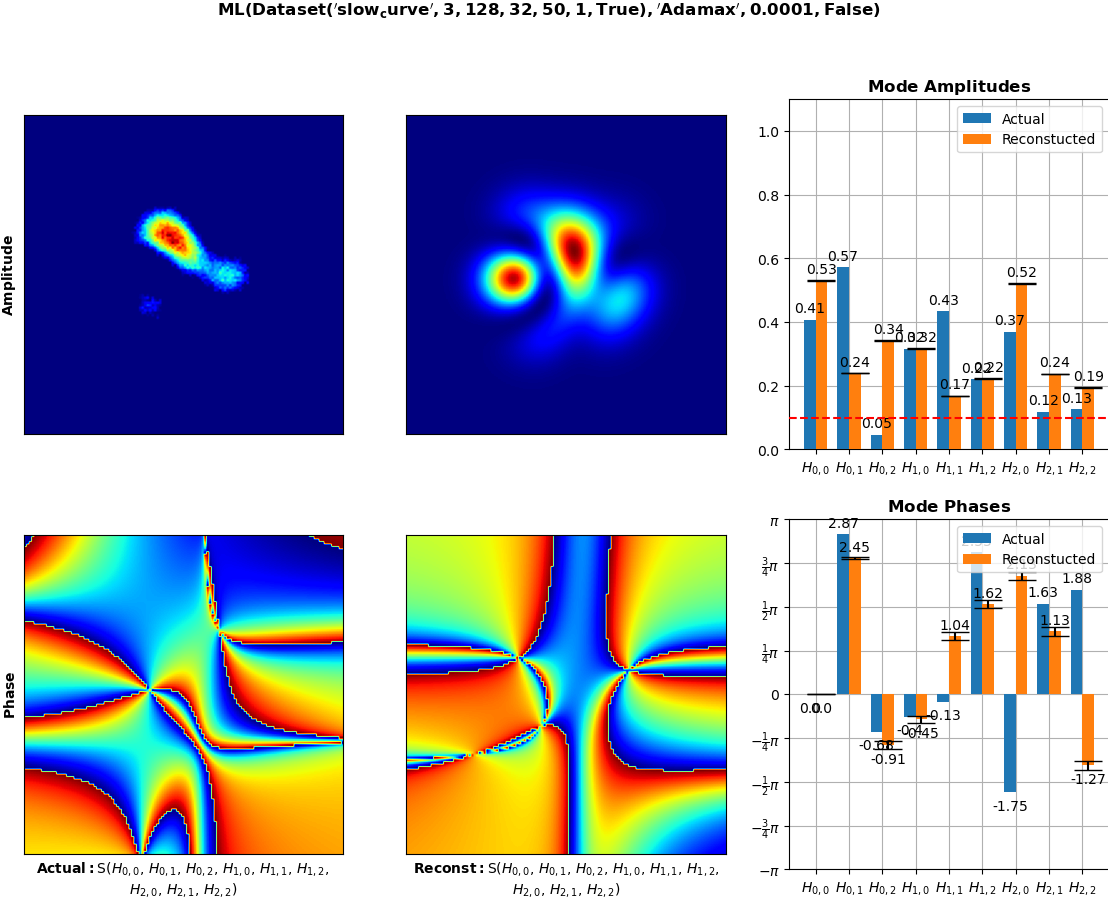 ML(Dataset('slow_curve', 3, 128, 32, 50, 1, True), 'Adamax', 0.0001, False)
Amplitude
Mode Amplitudes
Actual
Reconstucted
1.0
0.8
0.6
0.4
0.2
0.0
0.41
0.53
0.57
0.24
0.05
0.34
0.32
0.32
0.43
0.17
0.22
0.22
0.37
0.52
0.12
0.24
0.13
0.19
H0,0 H0,1 H0,2 H1,0 H1,1 H1,2 H2,0 H2,1 H2,2
Phase
Mode Phases
Actual
Reconstucted
π
3/4π
1/2π
1/4π
0
−1/4π
−1/2π
−3/4π
−π
0.0
0.0
2.87
2.45
-0.68
-0.91
-0.4
-0.45
-0.13
1.04
1.62
-1.75
1.63
1.13
1.88
-1.27
H0,0 H0,1 H0,2 H1,0 H1,1 H1,2 H2,0 H2,1 H2,2
Actual: S(H0,0, H0,1, H0,2, H1,0, H1,1, H1,2,
H2,0, H2,1, H2,2)
Reconst: S(H0,0, H0,1, H0,2, H1,0, H1,1, H1,2,
H2,0, H2,1, H2,2)